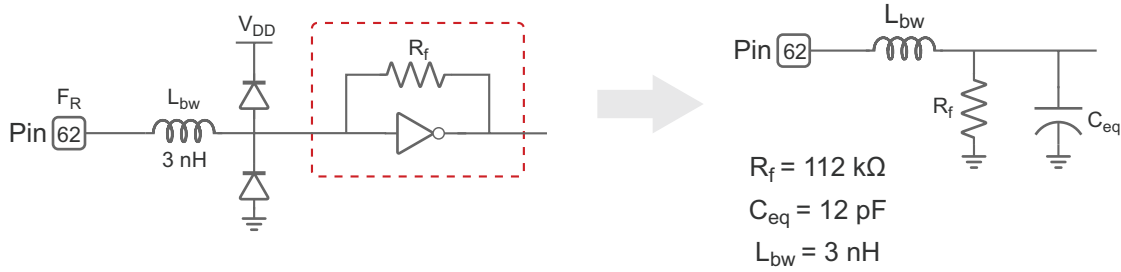 V_DD
R_f
F_R
L_bw
Pin 62
3 nH
L_bw
Pin 62
R_f
C_eq
R_f = 112 kΩ
C_eq = 12 pF
L_bw = 3 nH